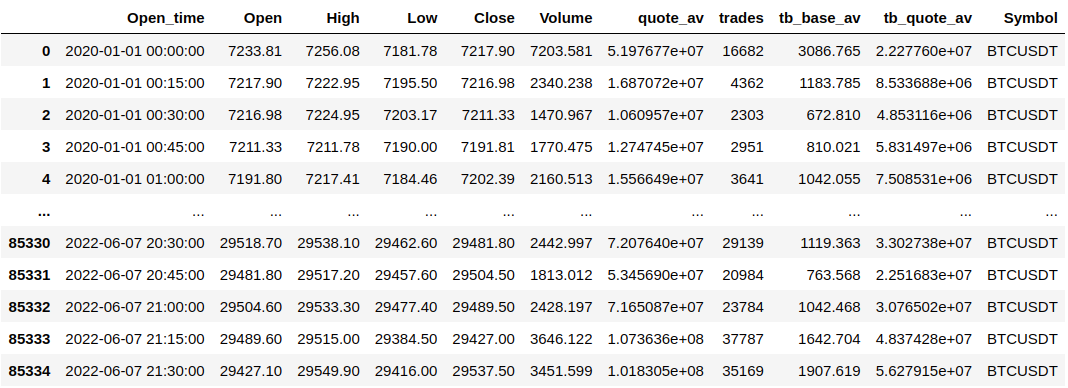 Open_time Open High Low Close Volume quote_av trades tb_base_av tb_quote_av Symbol
0 2020-01-01 00:00:00 7233.81 7256.08 7181.78 7217.90 7203.581 5.197677e+07 16682 3086.765 2.227760e+07 BTCUSDT
1 2020-01-01 00:15:00 7217.90 7222.95 7195.50 7216.98 2340.238 1.687072e+07 4362 1183.785 8.533688e+06 BTCUSDT
2 2020-01-01 00:30:00 7216.98 7224.95 7203.17 7211.33 1470.967 1.060957e+07 2303 672.810 4.853116e+06 BTCUSDT
3 2020-01-01 00:45:00 7211.33 7211.78 7190.00 7191.81 1770.475 1.274745e+07 2951 810.021 5.831497e+06 BTCUSDT
4 2020-01-01 01:00:00 7191.80 7217.41 7184.46 7202.39 2160.513 1.556649e+07 3641 1042.055 7.508531e+06 BTCUSDT
... ... ... ... ... ... ... ... ... ... ... ...
85330 2022-06-07 20:30:00 29518.70 29538.10 29462.60 29481.80 2442.997 7.207640e+07 29139 1119.363 3.302738e+07 BTCUSDT
85331 2022-06-07 20:45:00 29481.80 29517.20 29457.60 29504.50 1813.012 5.345690e+07 20984 763.568 2.251683e+07 BTCUSDT
85332 2022-06-07 21:00:00 29504.60 29533.30 29477.40 29489.50 2428.197 7.165087e+07 23784 1042.468 3.076502e+07 BTCUSDT
85333 2022-06-07 21:15:00 29489.60 29515.00 29384.50 29427.00 3646.122 1.073636e+08 37787 1642.704 4.837428e+07 BTCUSDT
85334 2022-06-07 21:30:00 29427.10 29549.90 29416.00 29537.50 3451.599 1.018305e+08 35169 1907.619 5.627915e+07 BTCUSDT